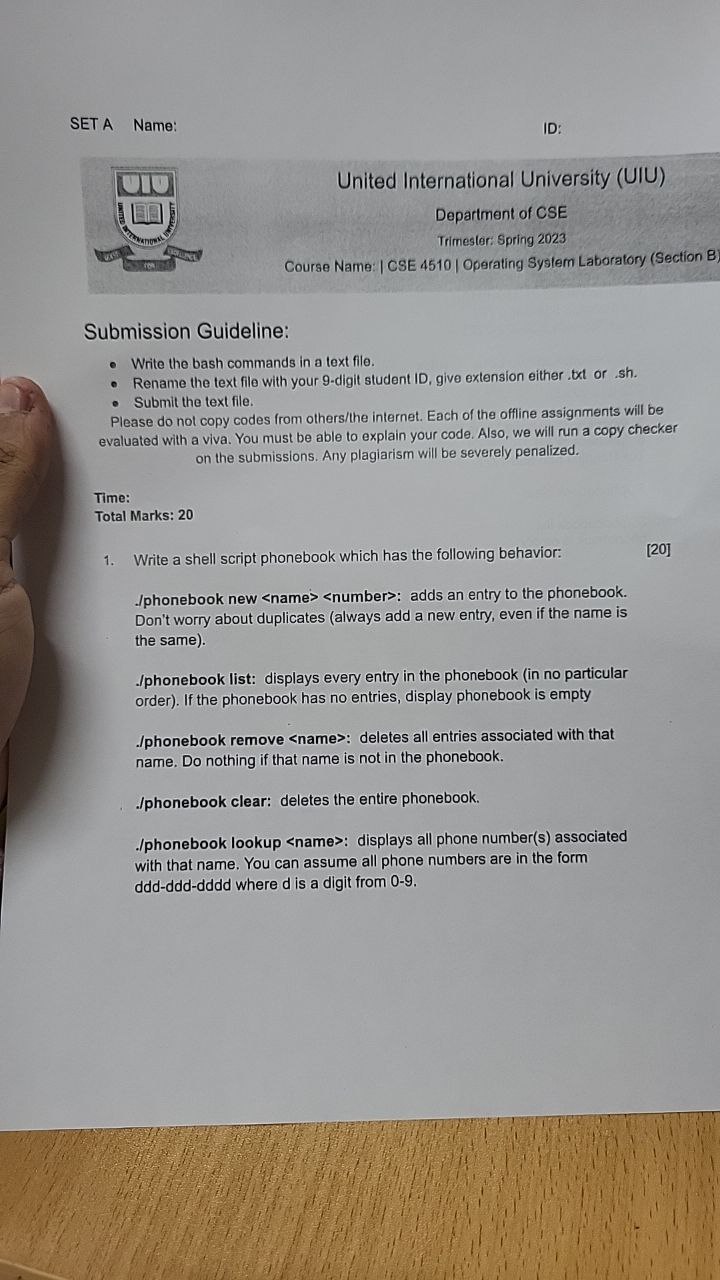 SET A Name: ID:
UIU
UNITED INTERNATIONAL UNIVERSITY
United International University (UIU)
Department of CSE
Trimester: Spring 2023
Course Name: | CSE 4510 | Operating System Laboratory (Section B)
Submission Guideline:
• Write the bash commands in a text file.
• Rename the text file with your 9-digit student ID, give extension either .txt or .sh.
• Submit the text file.
Please do not copy codes from others/the internet. Each of the offline assignments will be
evaluated with a viva. You must be able to explain your code. Also, we will run a copy checker
on the submissions. Any plagiarism will be severely penalized.
Time:
Total Marks: 20
1. Write a shell script phonebook which has the following behavior: [20]
./phonebook new <name> <number>: adds an entry to the phonebook.
Don't worry about duplicates (always add a new entry, even if the name is
the same).
./phonebook list: displays every entry in the phonebook (in no particular
order). If the phonebook has no entries, display phonebook is empty
./phonebook remove <name>: deletes all entries associated with that
name. Do nothing if that name is not in the phonebook.
./phonebook clear: deletes the entire phonebook.
./phonebook lookup <name>: displays all phone number(s) associated
with that name. You can assume all phone numbers are in the form
ddd-ddd-dddd where d is a digit from 0-9.